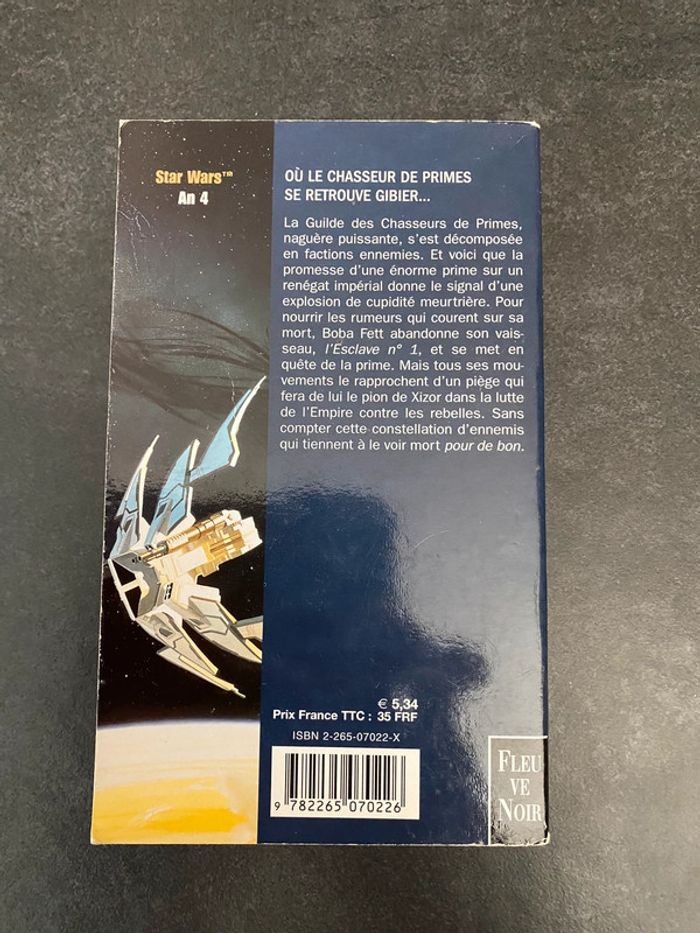 Star Wars™
An 4
OÙ LE CHASSEUR DE PRIMES
SE RETROUVE GIBIER...
La Guilde des Chasseurs de Primes,
naguère puissante, s'est décomposée
en factions ennemies. Et voici que la
promesse d'une énorme prime sur un
renégat impérial donne le signal d'une
explosion de cupidité meurtrière. Pour
nourrir les rumeurs qui courent sur sa
mort, Boba Fett abandonne son vais-
seau, l'Esclave n° 1, et se met en
quête de la prime. Mais tous ses mou-
vements le rapprochent d'un piège qui
fera de lui le pion de Xizor dans la lutte
de l'Empire contre les rebelles. Sans
compter cette constellation d'ennemis
qui tiennent à le voir mort pour de bon.
€ 5,34
Prix France TTC : 35 FRF
ISBN 2-265-07022-X
9 782265 070226
FLEU
VE
NOIR